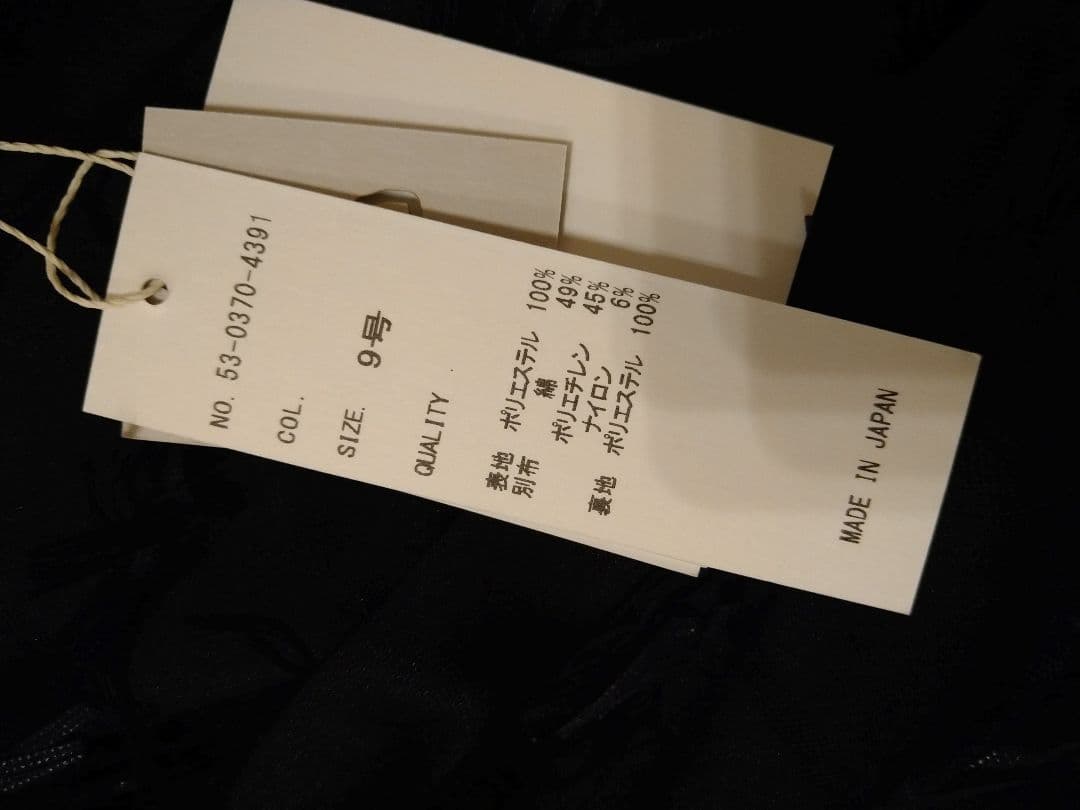 NO. 53-0370-4391
COL.
SIZE. 9号
QUALITY
表地 ポリエステル 100%
別布 綿 49%
ポリエチレン 45%
ナイロン 6%
裏地 ポリエステル 100%
MADE IN JAPAN